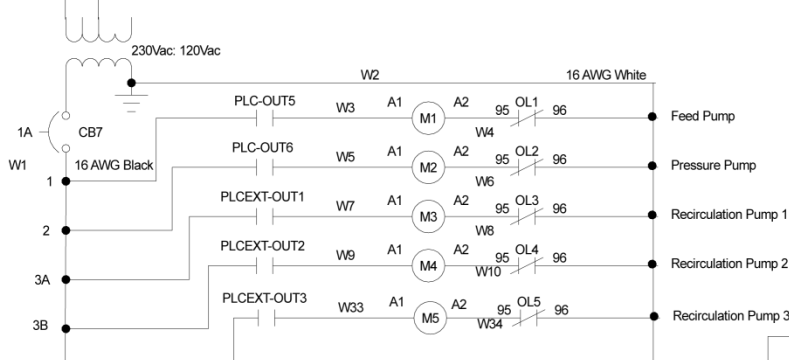 230Vac: 120Vac
W2 16 AWG White
PLC-OUT5 W3 A1 M1 A2 95 OL1 96 Feed Pump
W4
1A CB7
W1 16 AWG Black
PLC-OUT6 W5 A1 M2 A2 95 OL2 96 Pressure Pump
W6
1
PLCEXT-OUT1 W7 A1 M3 A2 95 OL3 96 Recirculation Pump 1
W8
2
PLCEXT-OUT2 W9 A1 M4 A2 95 OL4 96 Recirculation Pump 2
W10
3A
PLCEXT-OUT3 W33 A1 M5 A2 95 OL5 96 Recirculation Pump 3
W34
3B